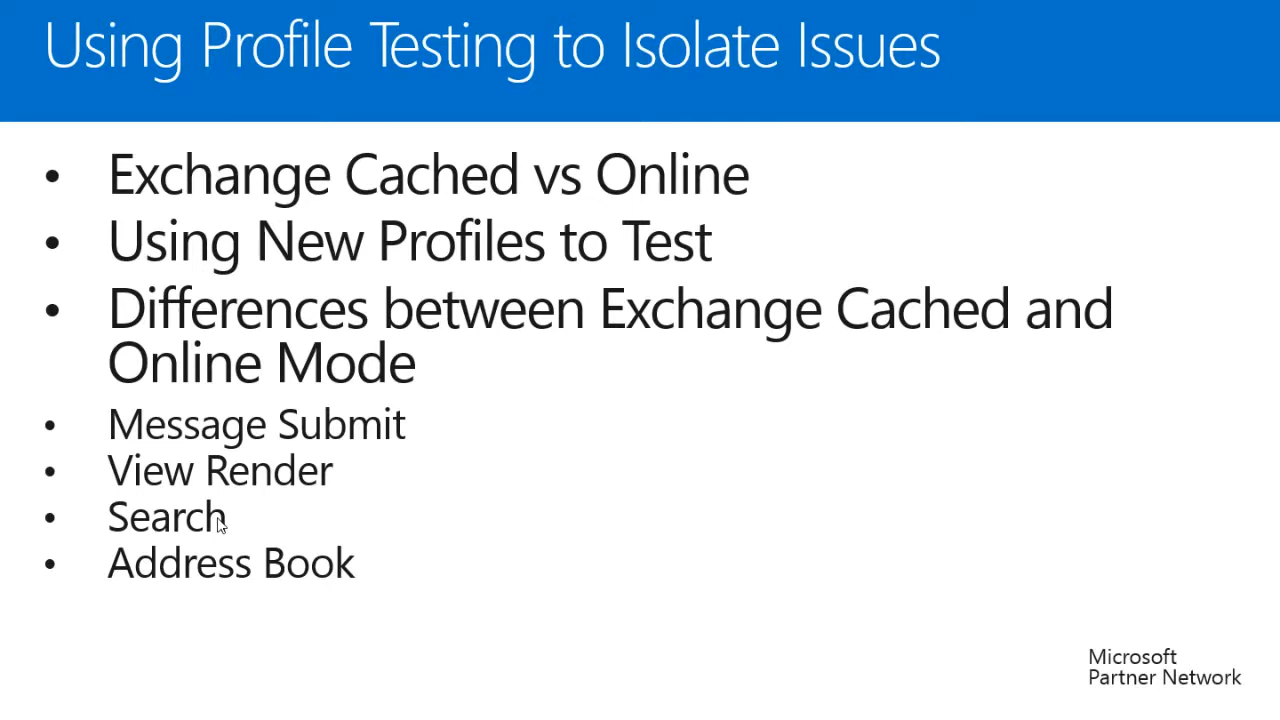 Using Profile Testing to Isolate Issues
• Exchange Cached vs Online
• Using New Profiles to Test
• Differences between Exchange Cached and
Online Mode
• Message Submit
• View Render
• Search
• Address Book
Microsoft
Partner Network